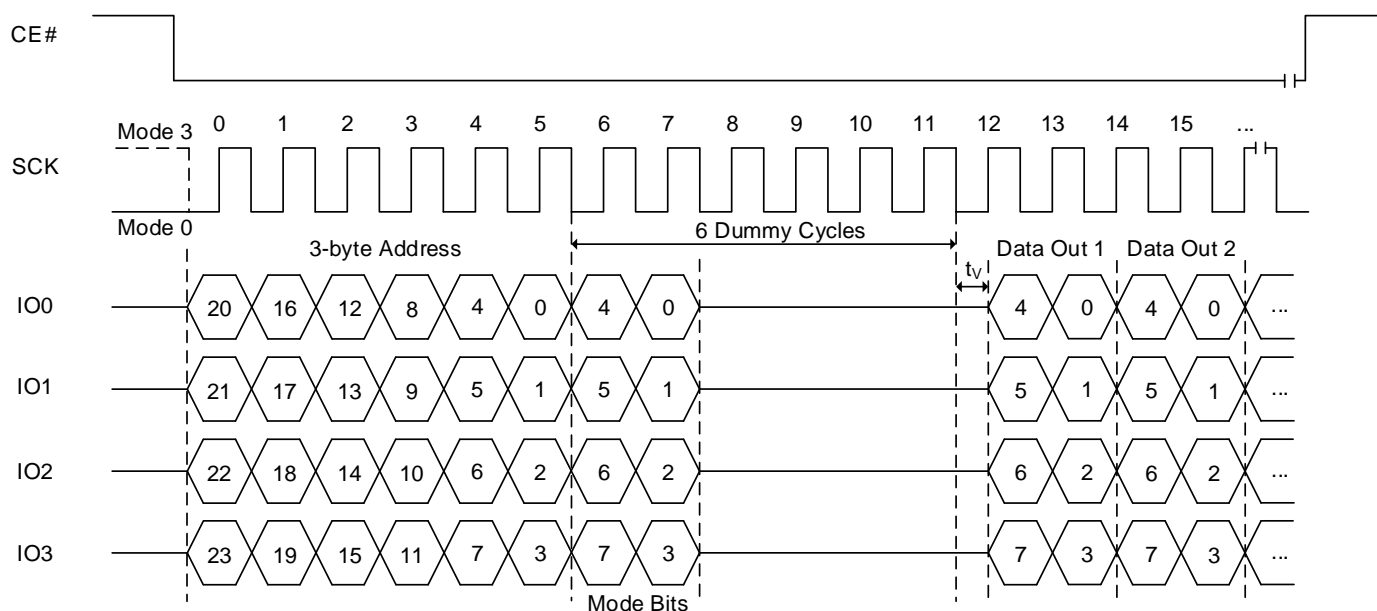 CE#
0 1 2 3 4 5 6 7 8 9 10 11 12 13 14 15 ...
Mode 3
SCK
Mode 0
6 Dummy Cycles
3-byte Address
Data Out 1 Data Out 2
tV
IO0 20 16 12 8 4 0 4 0 4 0 4 0 ...
IO1 21 17 13 9 5 1 5 1 5 1 5 1 ...
IO2 22 18 14 10 6 2 6 2 6 2 6 2 ...
IO3 23 19 15 11 7 3 7 3 7 3 7 3 ...
Mode Bits